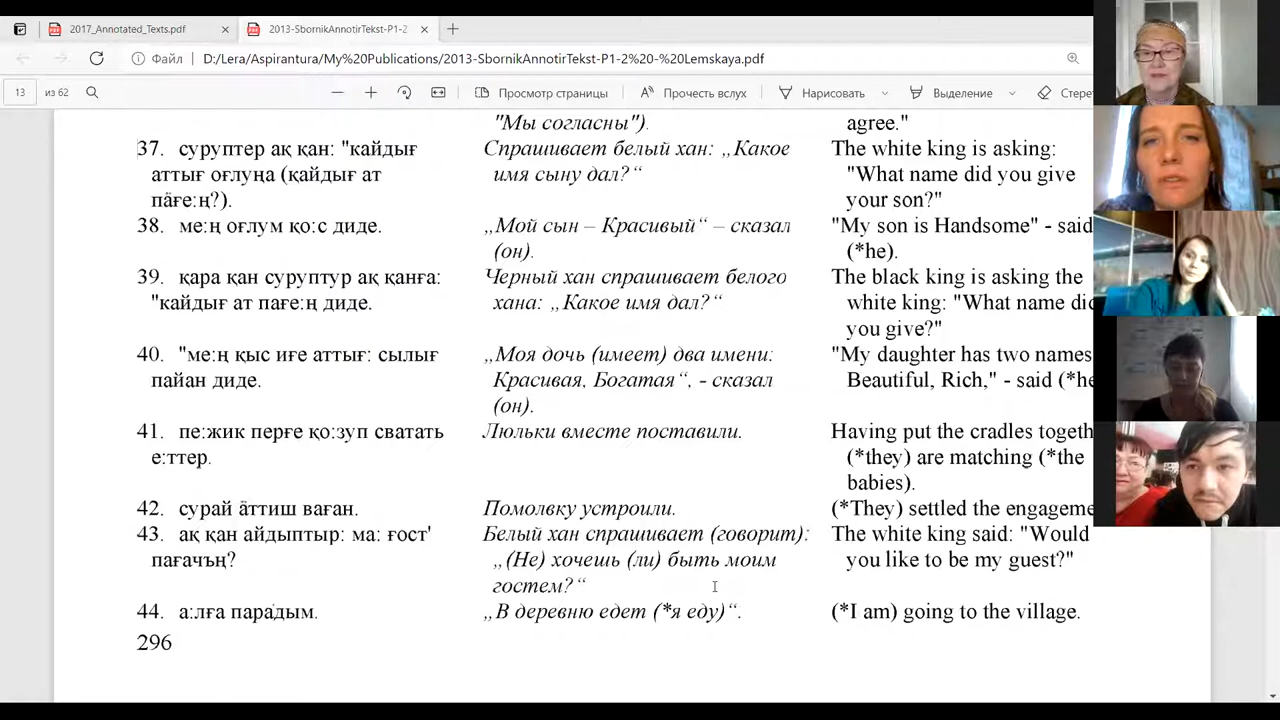 2017_Annotated_Texts.pdf
2013-SbornikAnnotirTekst-P1-2
Файл
D:/Lera/Aspirantura/My Publications/2013-SbornikAnnotirTekst-P1-2%20-%20Lemskaya.pdf
13 из 62 Просмотр страницы Прочесть вслух Нарисовать Выделение Стере
"Мы согласны"). agree."
37. суруптер ақ қан: "кайдығ Спрашивает белый хан: „Какое The white king is asking:
аттығ оғлуңа (қайдығ ат имя сыну дал?“ "What name did you give
пӓғе:ң?). your son?"
38. ме:ң оғлум қо:с диде. „Мой сын – Красивый“ – сказал "My son is Handsome" - said
(он). (*he).
39. қара қан суруптур ақ қанға: Черный хан спрашивает белого The black king is asking the
"кайдығ ат пағе:ң диде. хана: „Какое имя дал?“ white king: "What name did
you give?"
40. "ме:ң қыс иғе аттығ: сылығ „Моя дочь (имеет) два имени: "My daughter has two names
пайан диде. Красивая, Богатая“, - сказал Beautiful, Rich," - said (*he
(он).
41. пе:жик перғе қо:зуп сватать Люльки вместе поставили. Having put the cradles togeth
е:ттер. (*they) are matching (*the
babies).
42. сурай ӓттиш ваған. Помолвку устроили. (*They) settled the engageme
43. ақ қан айдыптыр: ма: ғост' Белый хан спрашивает (говорит): The white king said: "Would
пағачъң? „(Не) хочешь (ли) быть моим you like to be my guest?"
гостем?“
44. а:лға парадым. „В деревню едет (*я еду)“. (*I am) going to the village.
296